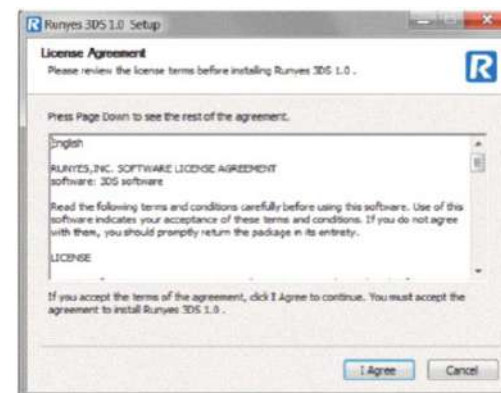 Runyes 3DS 1.0 Setup
License Agreement
Please review the license terms before installing Runyes 3DS 1.0 .
R
Press Page Down to see the rest of the agreement.
English
RUNYES,INC. SOFTWARE LICENSE AGREEMENT
software: 3DS software
Read the following terms and conditions carefully before using this software. Use of this
software indicates your acceptance of these terms and conditions. If you do not agree
with them, you should promptly return the package in its entirety.
LICENSE
If you accept the terms of the agreement, click I Agree to continue. You must accept the
agreement to install Runyes 3DS 1.0 .
I Agree
Cancel